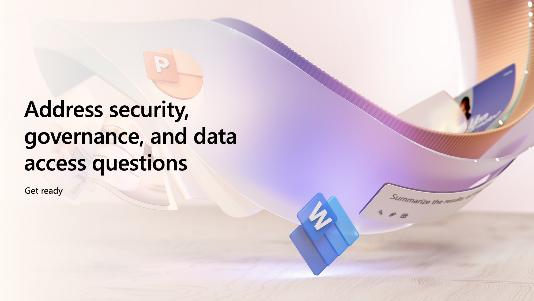 Address security,
governance, and data
access questions
Get ready
P
W
Summarize the